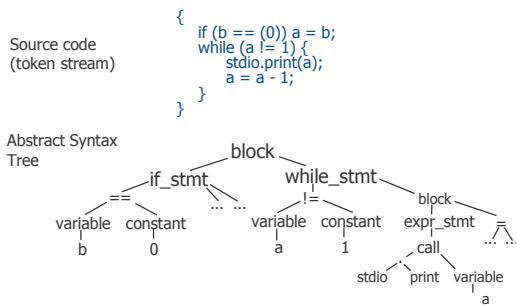 Source code
(token stream)
{
if (b == (0)) a = b;
while (a != 1) {
stdio.print(a);
a = a - 1;
}
}
Abstract Syntax
Tree
block
if_stmt while_stmt
== ... ... != block
variable constant variable constant expr_stmt =
b 0 a 1 call ... ...
. 
stdio print variable
a